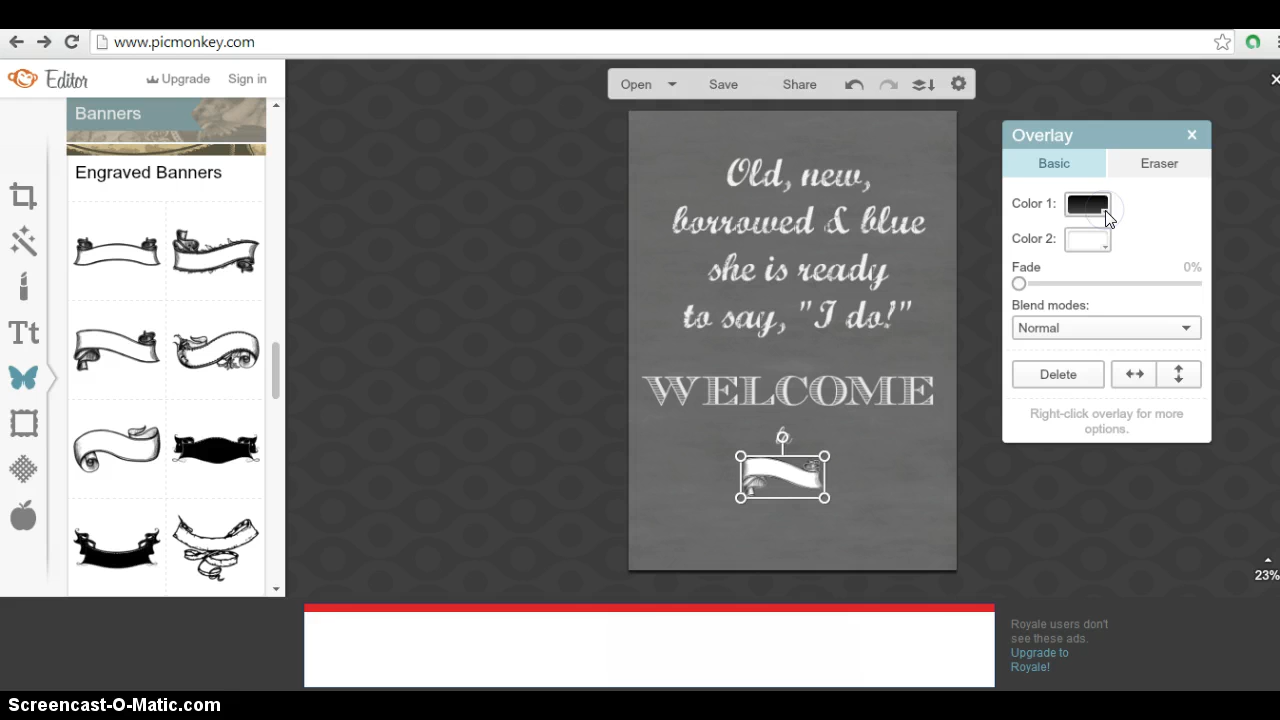 www.picmonkey.com
Editor
Upgrade
Sign in
Banners
Engraved Banners
Tt
Open
Save
Share
Old, new,
borrowed & blue
she is ready
to say, "I do!"
WELCOME
Overlay
Basic
Eraser
Color 1:
Color 2:
Fade
0%
Blend modes:
Normal
Delete
Right-click overlay for more
options.
23%
Royale users don't
see these ads.
Upgrade to
Royale!
Screencast-O-Matic.com